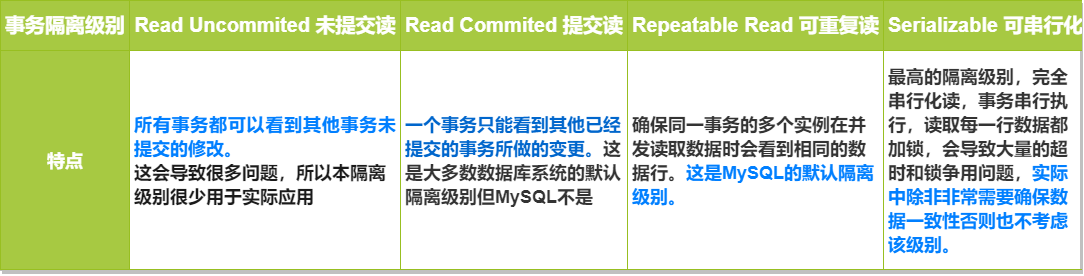 事务隔离级别
Read Uncommited 未提交读
Read Commited 提交读
Repeatable Read 可重复读
Serializable 可串行化
特点
所有事务都可以看到其他事务未
提交的修改。
这会导致很多问题，所以本隔离
级别很少用于实际应用
一个事务只能看到其他已经
提交的事务所做的变更。这
是大多数数据库系统的默认
隔离级别但MySQL不是
确保同一事务的多个实例在并
发读取数据时会看到相同的数
据行。这是MySQL的默认隔离
级别。
最高的隔离级别，完全
串行化读，事务串行执
行，读取每一行数据都
加锁，会导致大量的超
时和锁争用问题，实际
中除非非常需要确保数
据一致性否则也不考虑
该级别。